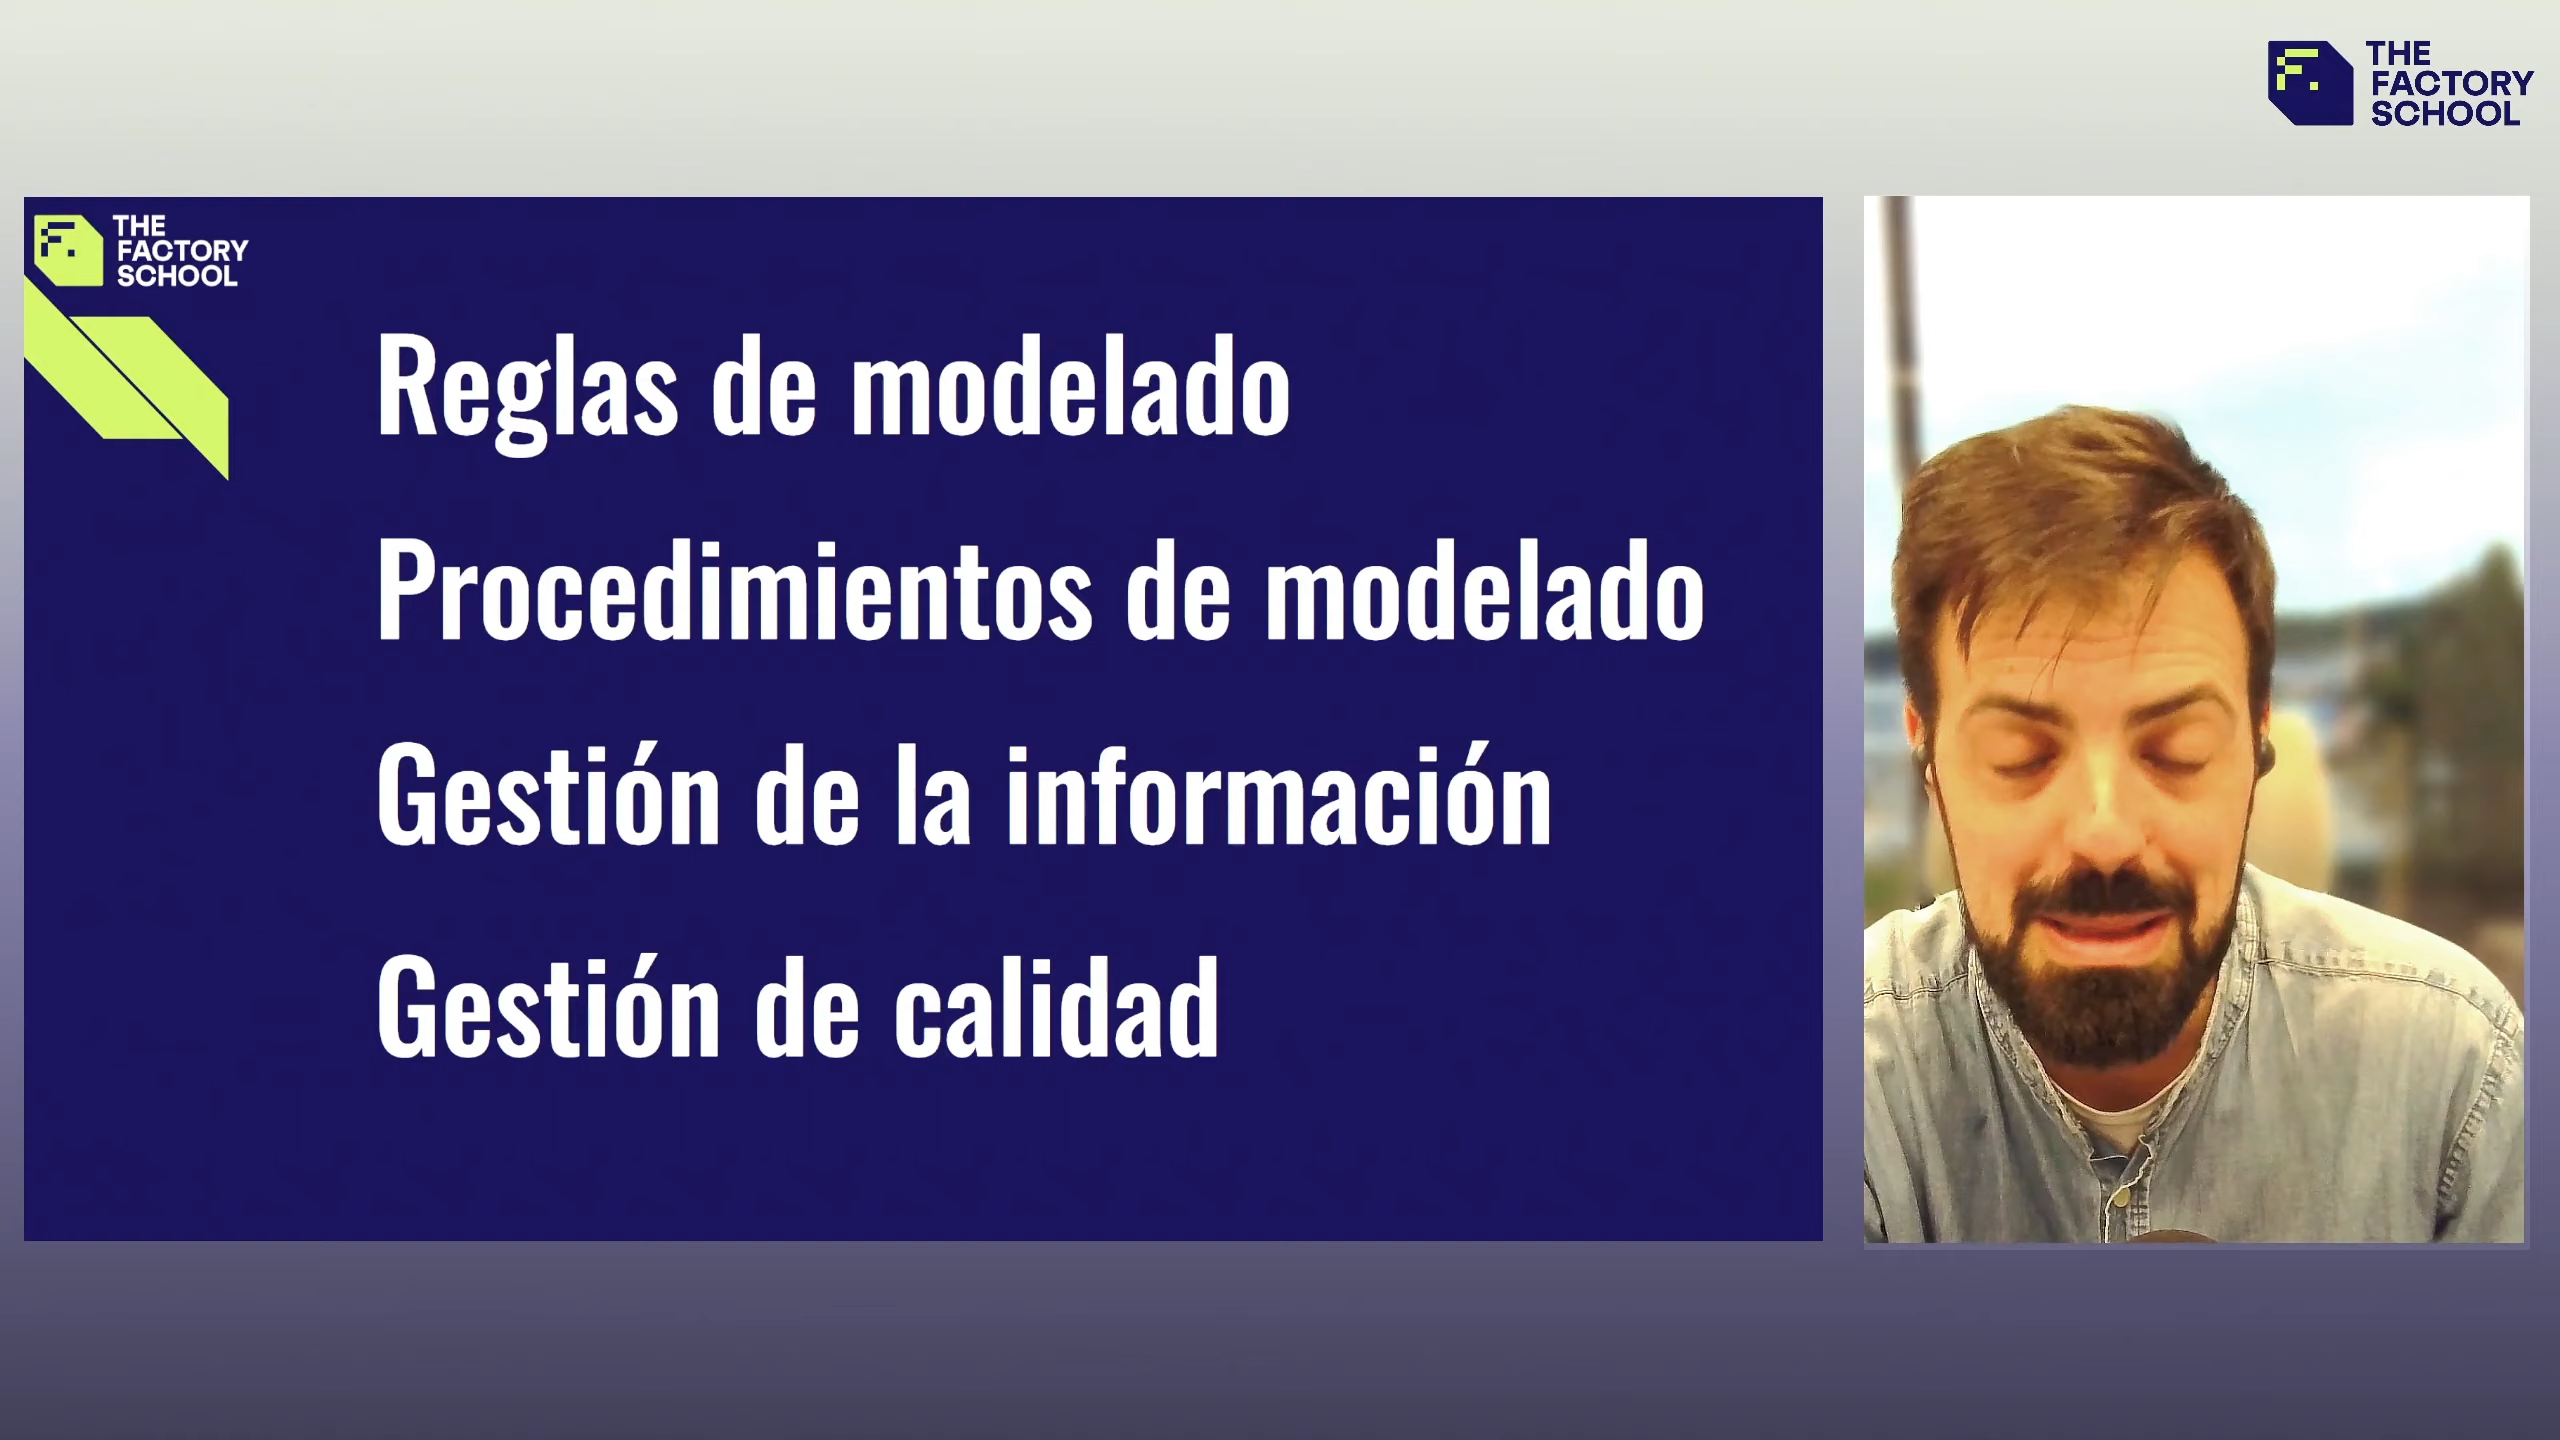 THE
FACTORY
SCHOOL
THE
FACTORY
SCHOOL
Reglas de modelado
Procedimientos de modelado
Gestión de la información
Gestión de calidad